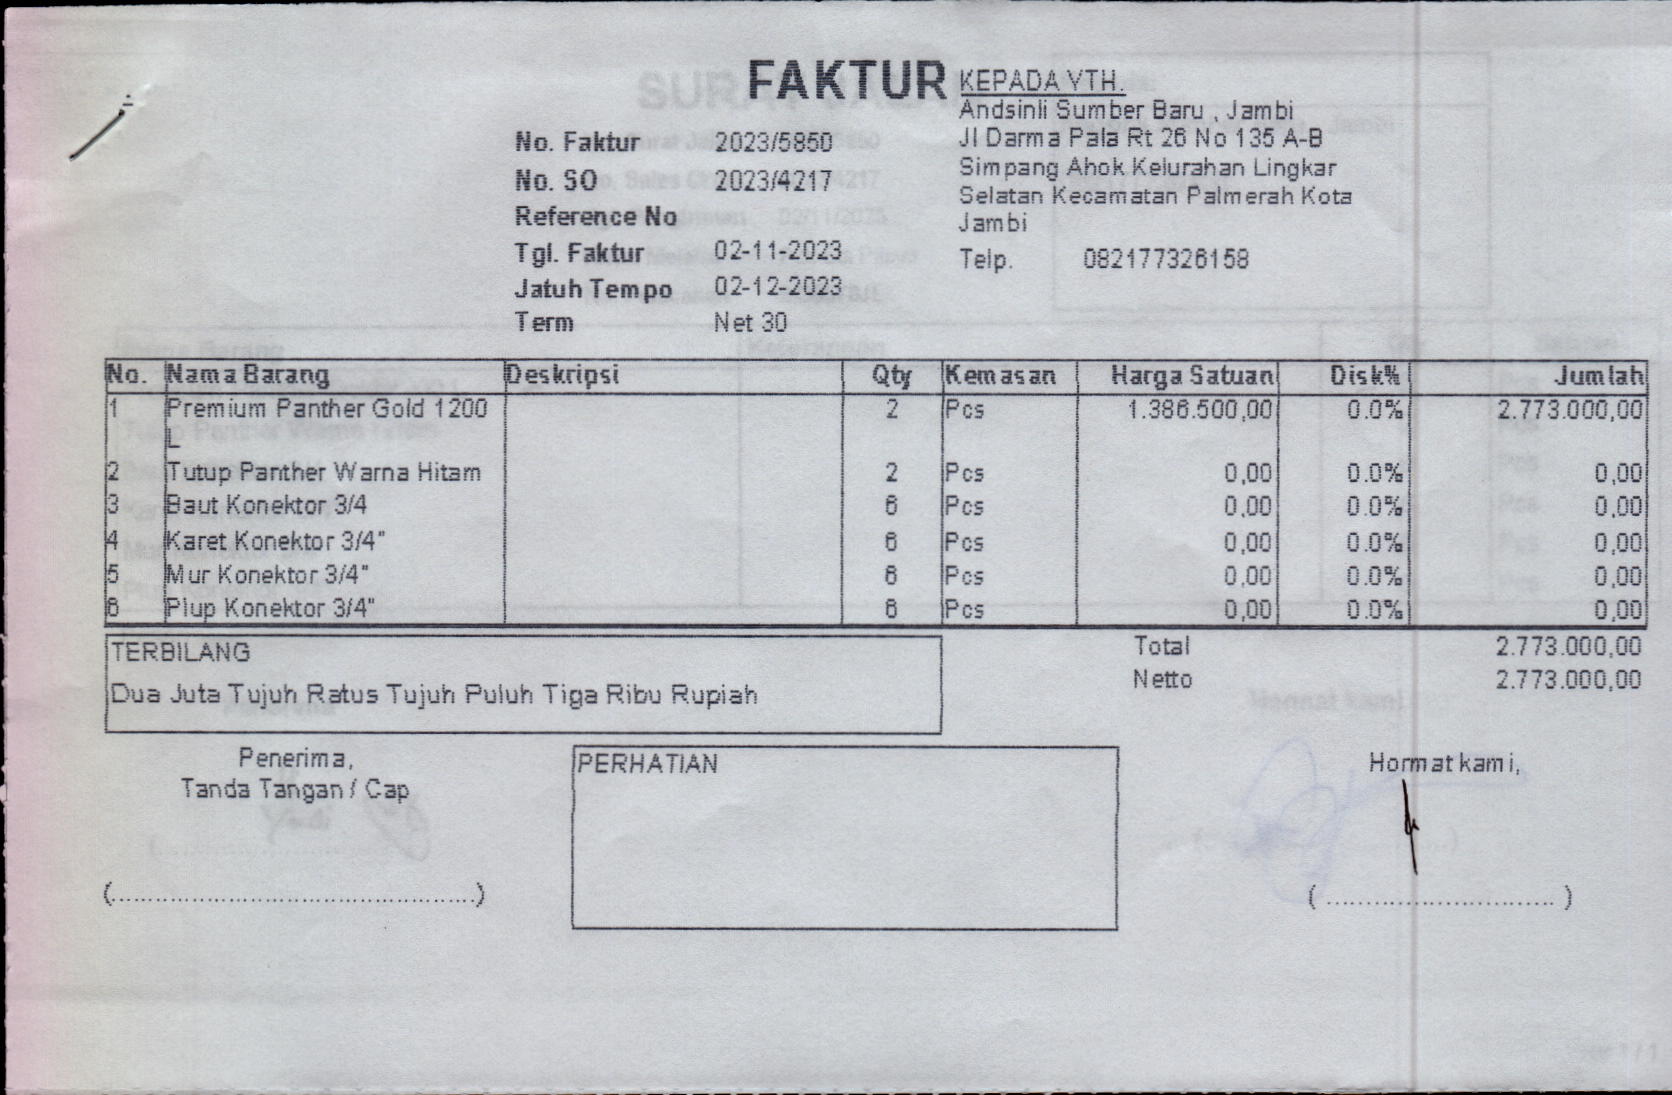 FAKTUR
No. Faktur 2023/5850
No. SO 2023/4217
Reference No
Tgl. Faktur 02-11-2023
Jatuh Tempo 02-12-2023
Term Net 30
KEPADA YTH.
Andsinli Sumber Baru , Jambi
Jl Darma Pala Rt 26 No 135 A-B
Simpang Ahok Kelurahan Lingkar
Selatan Kecamatan Palmerah Kota
Jambi
Telp. 082177326158
No. Nama Barang Deskripsi Qty Kemasan Harga Satuan Disk% Jumlah
1 Premium Panther Gold 1200 2 Pcs 1.386.500,00 0.0% 2.773.000,00
L
2 Tutup Panther Warna Hitam 2 Pcs 0,00 0.0% 0,00
3 Baut Konektor 3/4 6 Pcs 0,00 0.0% 0,00
4 Karet Konektor 3/4" 6 Pcs 0,00 0.0% 0,00
5 Mur Konektor 3/4" 6 Pcs 0,00 0.0% 0,00
6 Plup Konektor 3/4" 6 Pcs 0,00 0.0% 0,00
TERBILANG
Dua Juta Tujuh Ratus Tujuh Puluh Tiga Ribu Rupiah
Total 2.773.000,00
Netto 2.773.000,00
Penerima,
Tanda Tangan / Cap
(..................................................)
PERHATIAN
Hormat kami,
(..............................)